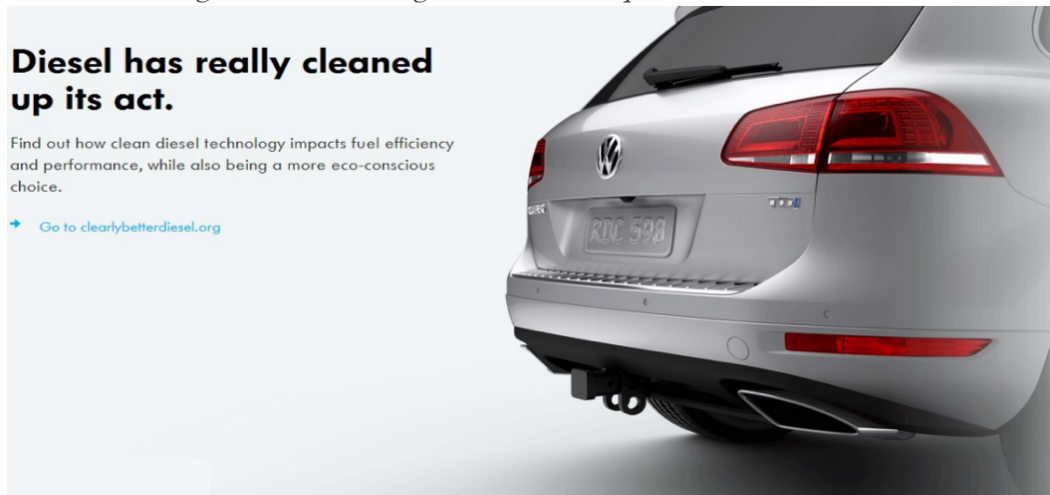 Diesel has really cleaned
up its act.
Find out how clean diesel technology impacts fuel efficiency
and performance, while also being a more eco-conscious
choice.
Go to clearlybetterdiesel.org
TDI
RDC 598